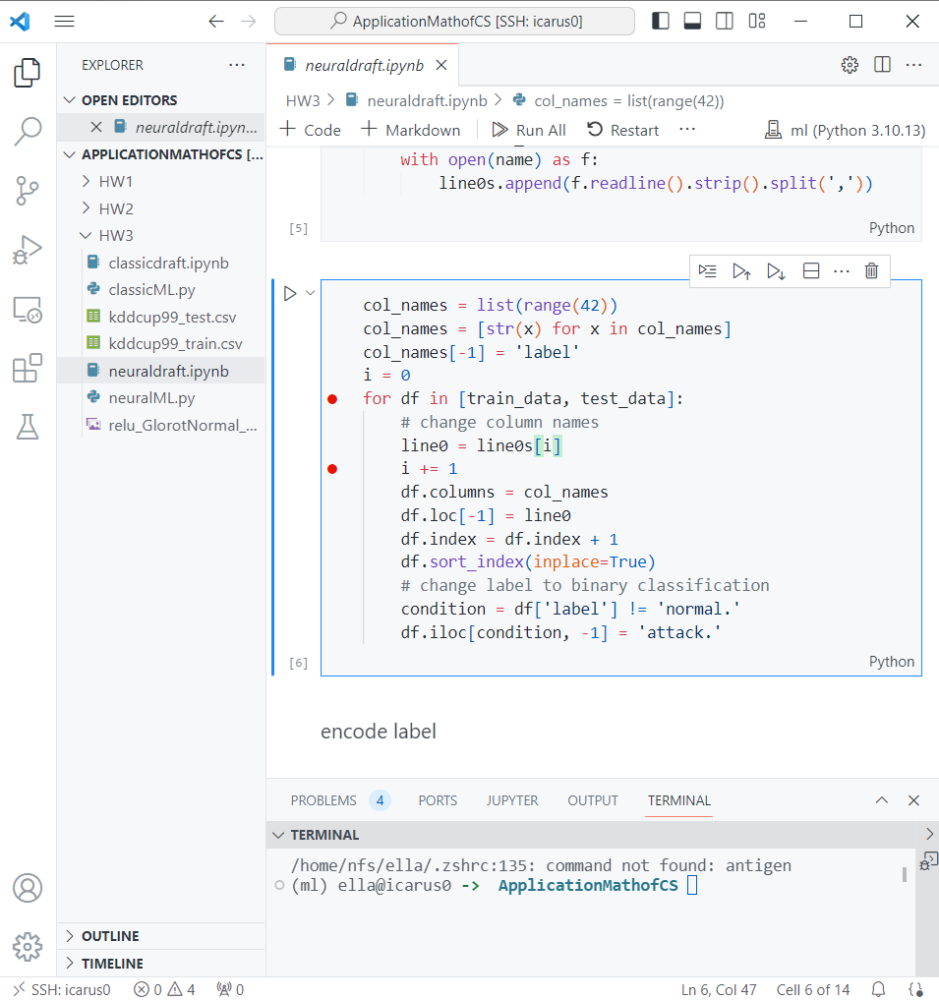 ApplicationMathofCS [SSH: icarus0]
EXPLORER
OPEN EDITORS
neuraldraft.ipyn...
APPLICATIONMATHOFCS [...
HW1
HW2
HW3
classicdraft.ipynb
classicML.py
kddcup99_test.csv
kddcup99_train.csv
neuraldraft.ipynb
neuralML.py
relu_GlorotNormal_...
OUTLINE
TIMELINE
neuraldraft.ipynb
HW3 > neuraldraft.ipynb > col_names = list(range(42))
+ Code + Markdown Run All Restart ... ml (Python 3.10.13)
with open(name) as f:
line0s.append(f.readline().strip().split(','))
[5] Python
col_names = list(range(42))
col_names = [str(x) for x in col_names]
col_names[-1] = 'label'
i = 0
for df in [train_data, test_data]:
# change column names
line0 = line0s[i]
i += 1
df.columns = col_names
df.loc[-1] = line0
df.index = df.index + 1
df.sort_index(inplace=True)
# change label to binary classification
condition = df['label'] != 'normal.'
df.iloc[condition, -1] = 'attack.'
[6] Python
encode label
PROBLEMS 4 PORTS JUPYTER OUTPUT TERMINAL
TERMINAL
/home/nfs/ella/.zshrc:135: command not found: antigen
(ml) ella@icarus0 -> ApplicationMathofCS
SSH: icarus0 0 4 0 Ln 6, Col 47 Cell 6 of 14